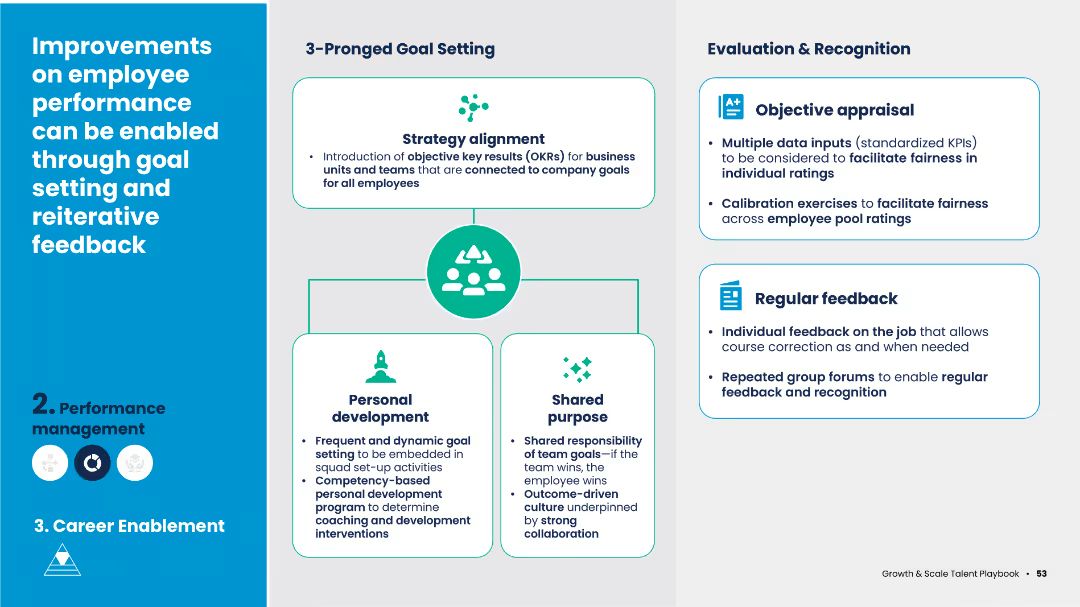 Improvements
on employee
performance
can be enabled
through goal
setting and
reiterative
feedback
2. Performance
management
3. Career Enablement
3-Pronged Goal Setting
Strategy alignment
• Introduction of objective key results (OKRs) for business
units and teams that are connected to company goals
for all employees
Personal
development
• Frequent and dynamic goal
setting to be embedded in
squad set-up activities
• Competency-based
personal development
program to determine
coaching and development
interventions
Shared
purpose
• Shared responsibility
of team goals—if the
team wins, the
employee wins
• Outcome-driven
culture underpinned
by strong
collaboration
Evaluation & Recognition
A+
Objective appraisal
• Multiple data inputs (standardized KPIs)
to be considered to facilitate fairness in
individual ratings
• Calibration exercises to facilitate fairness
across employee pool ratings
Regular feedback
• Individual feedback on the job that allows
course correction as and when needed
• Repeated group forums to enable regular
feedback and recognition
Growth & Scale Talent Playbook • 53